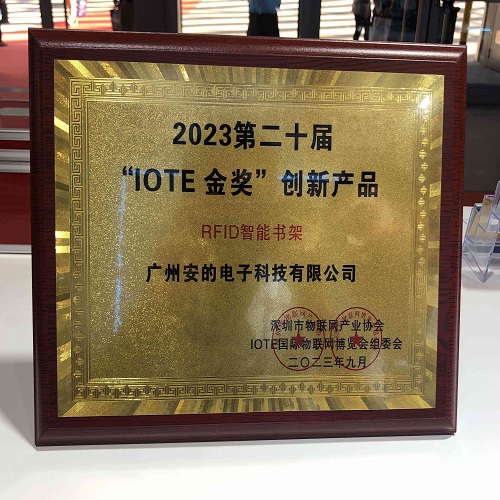 2023第二十届
“IOTE 金奖”创新产品
RFID智能书架
广州安的电子科技有限公司
深圳市物联网产业协会
IOTE国际物联网博览会组委会
二〇二三年九月